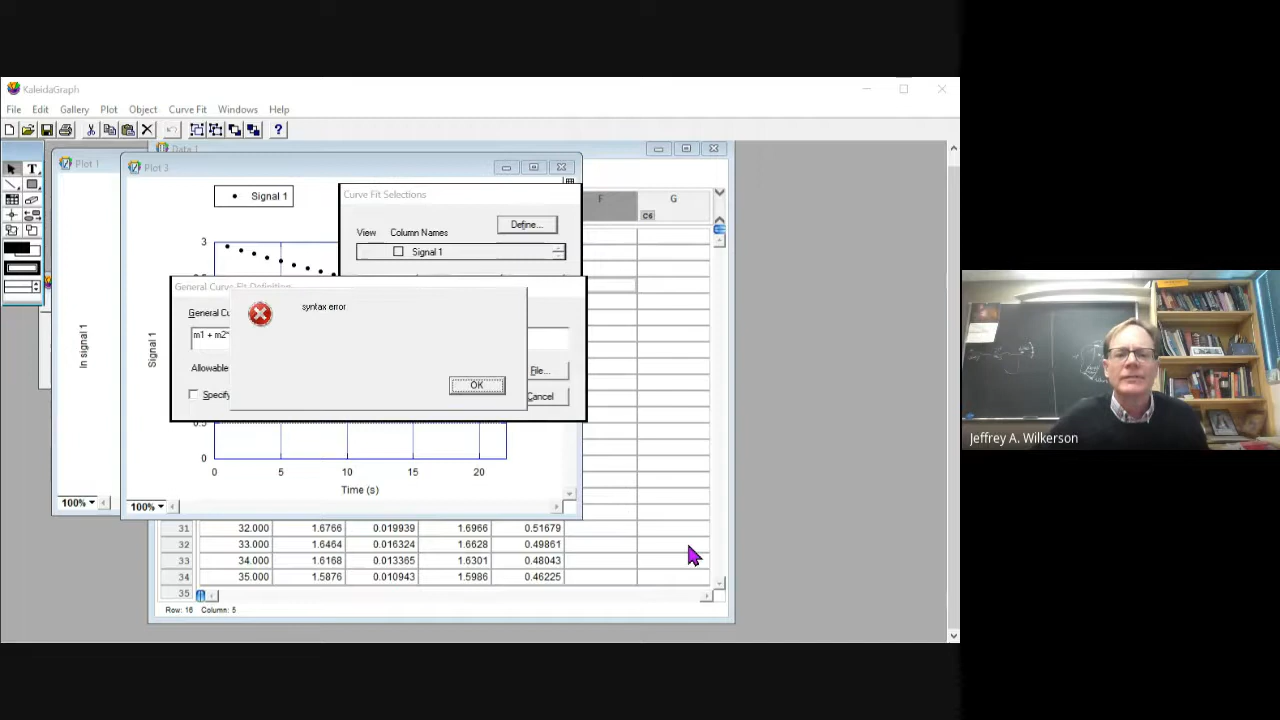 KaleidaGraph
File Edit Gallery Plot Object Curve Fit Windows Help
Data 1
Plot 1
Plot 3
Signal 1
Curve Fit Selections
F G
C6
Define...
View Column Names
Signal 1
3
General Curve Fit Definition
syntax error
General Cu
m1 + m2*
ln signal 1
Signal 1
Allowable
File...
OK
Specify
Cancel
0.5
0
0 5 10 15 20
Time (s)
100%
100%
31 32.000 1.6766 0.019939 1.6966 0.51679
32 33.000 1.6464 0.016324 1.6628 0.49861
33 34.000 1.6168 0.013365 1.6301 0.48043
34 35.000 1.5876 0.010943 1.5986 0.46225
35
Row: 16 Column: 5
Jeffrey A. Wilkerson